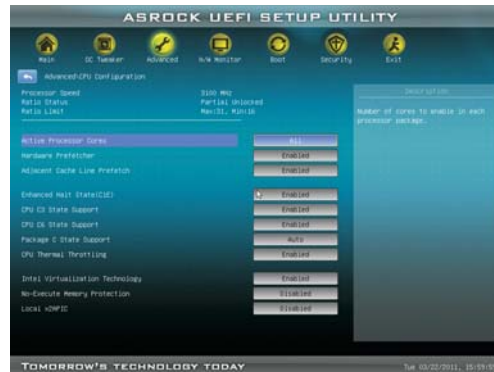 ASROCK UEFI SETUP UTILITY
Main OC Tweaker Advanced H/W Monitor Boot Security Exit
Advanced\CPU Configuration
Processor Speed 3100 MHz
Ratio Status Partial Unlocked
Ratio Limit Max:31, Min:16
Description
Number of cores to enable in each
processor package.
Active Processor Cores All
Hardware Prefetcher Enabled
Adjacent Cache Line Prefetch Enabled
Enhanced Halt State(C1E) Enabled
CPU C3 State Support Enabled
CPU C6 State Support Enabled
Package C State Support Auto
CPU Thermal Throttling Enabled
Intel Virtualization Technology Enabled
No-Execute Memory Protection Disabled
Local x2APIC Disabled
TOMORROW'S TECHNOLOGY TODAY
Tue 03/22/2011,